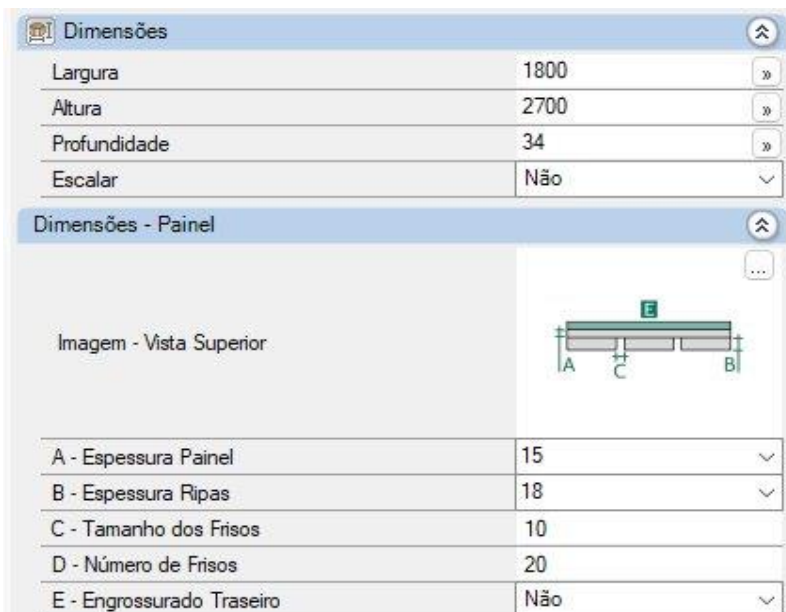 Dimensões
Largura 1800
Altura 2700
Profundidade 34
Escalar Não
Dimensões - Painel
Imagem - Vista Superior
E
A C B
A - Espessura Painel 15
B - Espessura Ripas 18
C - Tamanho dos Frisos 10
D - Número de Frisos 20
E - Engrossurado Traseiro Não